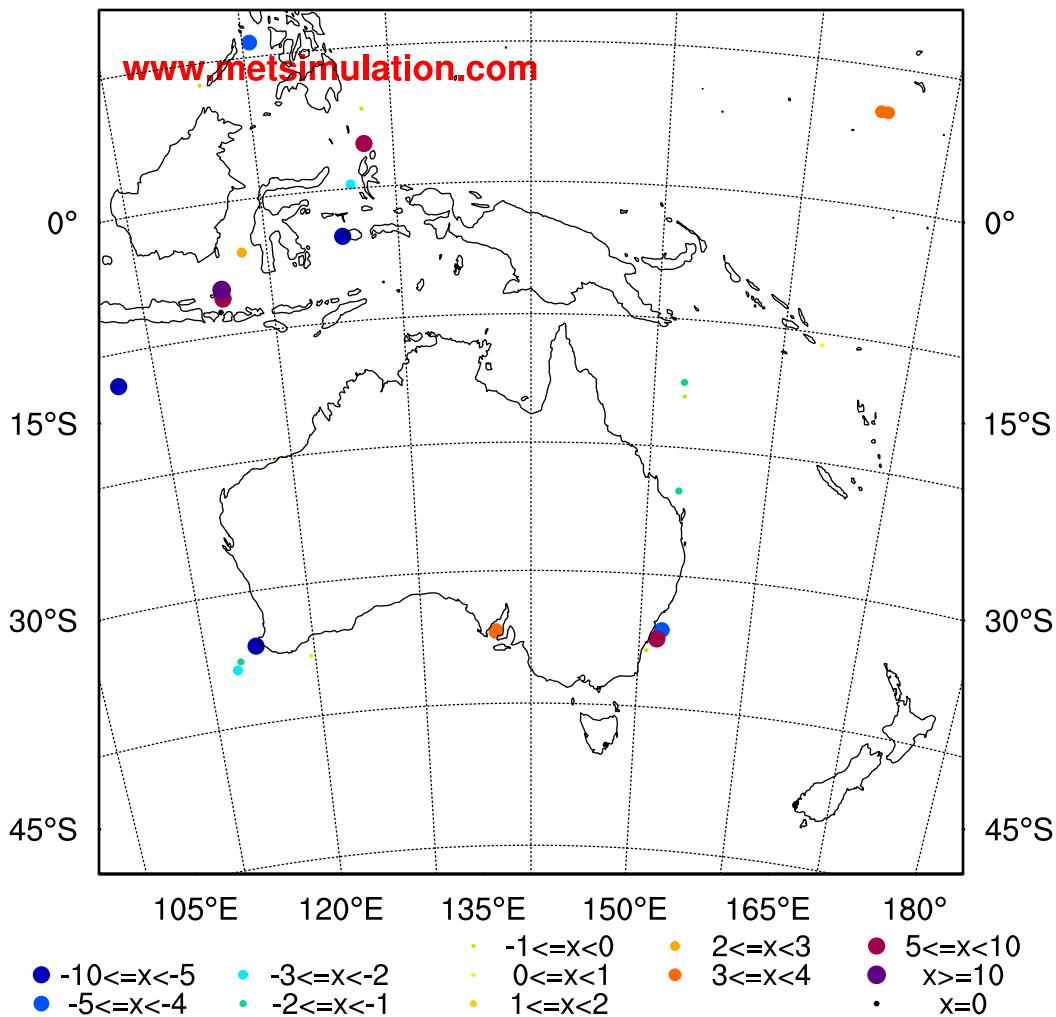 www.metsimulation.com
0° 0°
15°S 15°S
30°S 30°S
45°S 45°S
105°E 120°E 135°E 150°E 165°E 180°
-1<=x<0 2<=x<3 5<=x<10
-10<=x<-5 -3<=x<-2 0<=x<1 3<=x<4 x>=10
-5<=x<-4 -2<=x<-1 1<=x<2 x=0